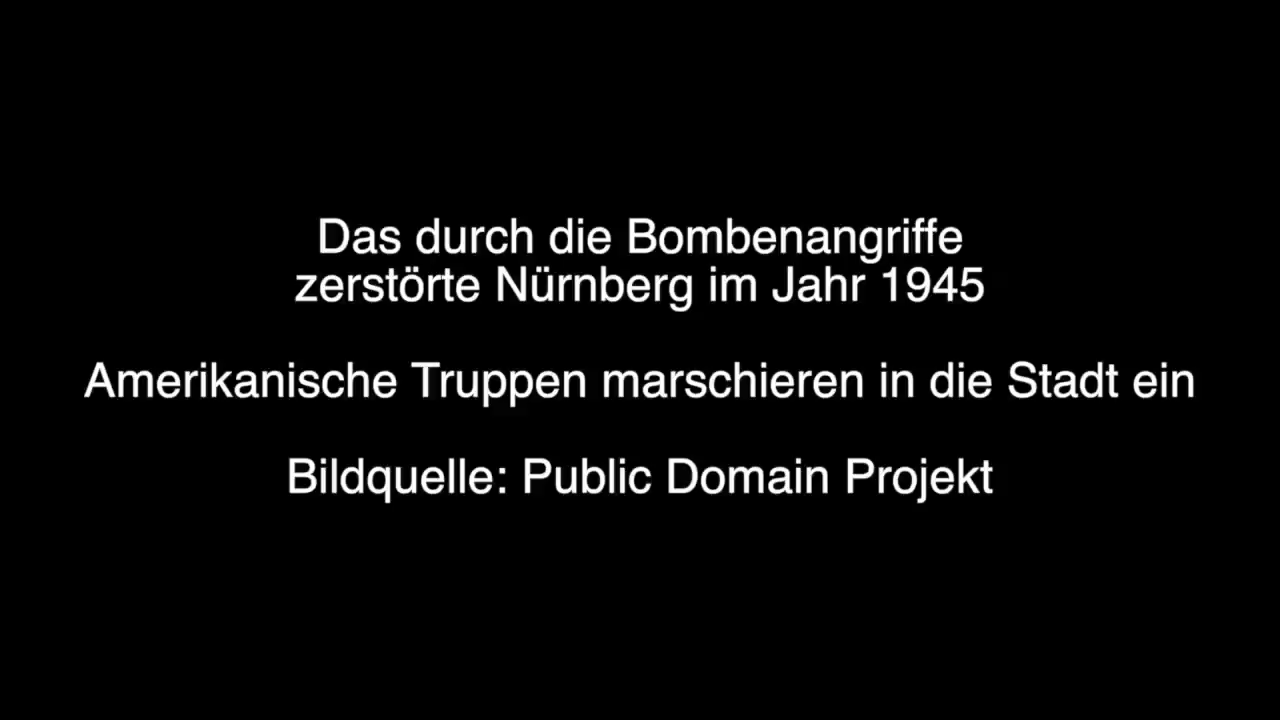 Das durch die Bombenangriffe
zerstörte Nürnberg im Jahr 1945
Amerikanische Truppen marschieren in die Stadt ein
Bildquelle: Public Domain Projekt